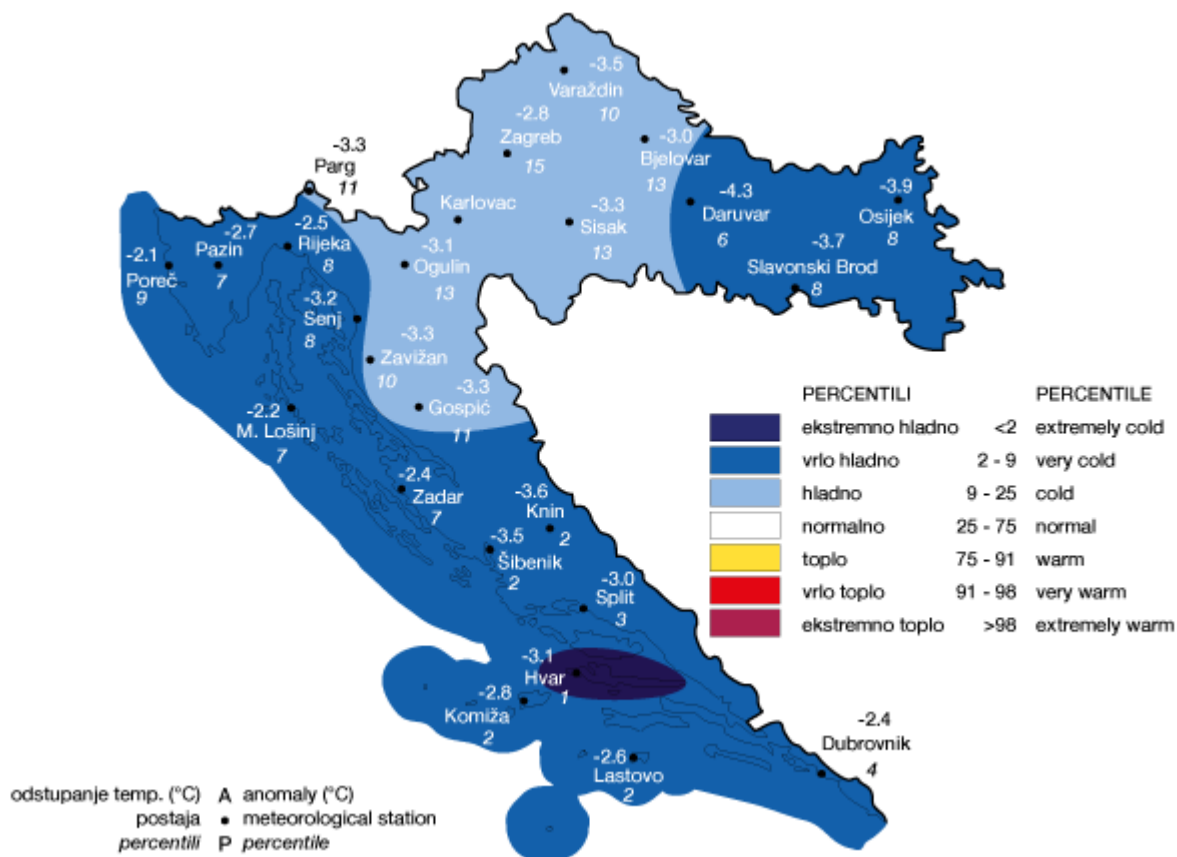 -3.5
Varaždin
10
-2.8
Zagreb
15
-3.0
Bjelovar
13
-3.3
Parg
11
Karlovac
-3.3
Sisak
13
-4.3
Daruvar
6
-3.9
Osijek
8
-3.7
Slavonski Brod
8
-2.1
Poreč
9
-2.7
Pazin
7
-2.5
Rijeka
8
-3.1
Ogulin
13
-3.2
Senj
8
-3.3
Zavižan
10
-3.3
Gospić
11
-2.2
M. Lošinj
7
-2.4
Zadar
7
-3.6
Knin
2
-3.5
Šibenik
2
-3.0
Split
3
-3.1
Hvar
1
-2.8
Komiža
2
-2.6
Lastovo
2
-2.4
Dubrovnik
4
PERCENTILI PERCENTILE
ekstremno hladno <2 extremely cold
vrlo hladno 2 - 9 very cold
hladno 9 - 25 cold
normalno 25 - 75 normal
toplo 75 - 91 warm
vrlo toplo 91 - 98 very warm
ekstremno toplo >98 extremely warm
odstupanje temp. (°C) A anomaly (°C)
postaja • meteorological station
percentili P percentile